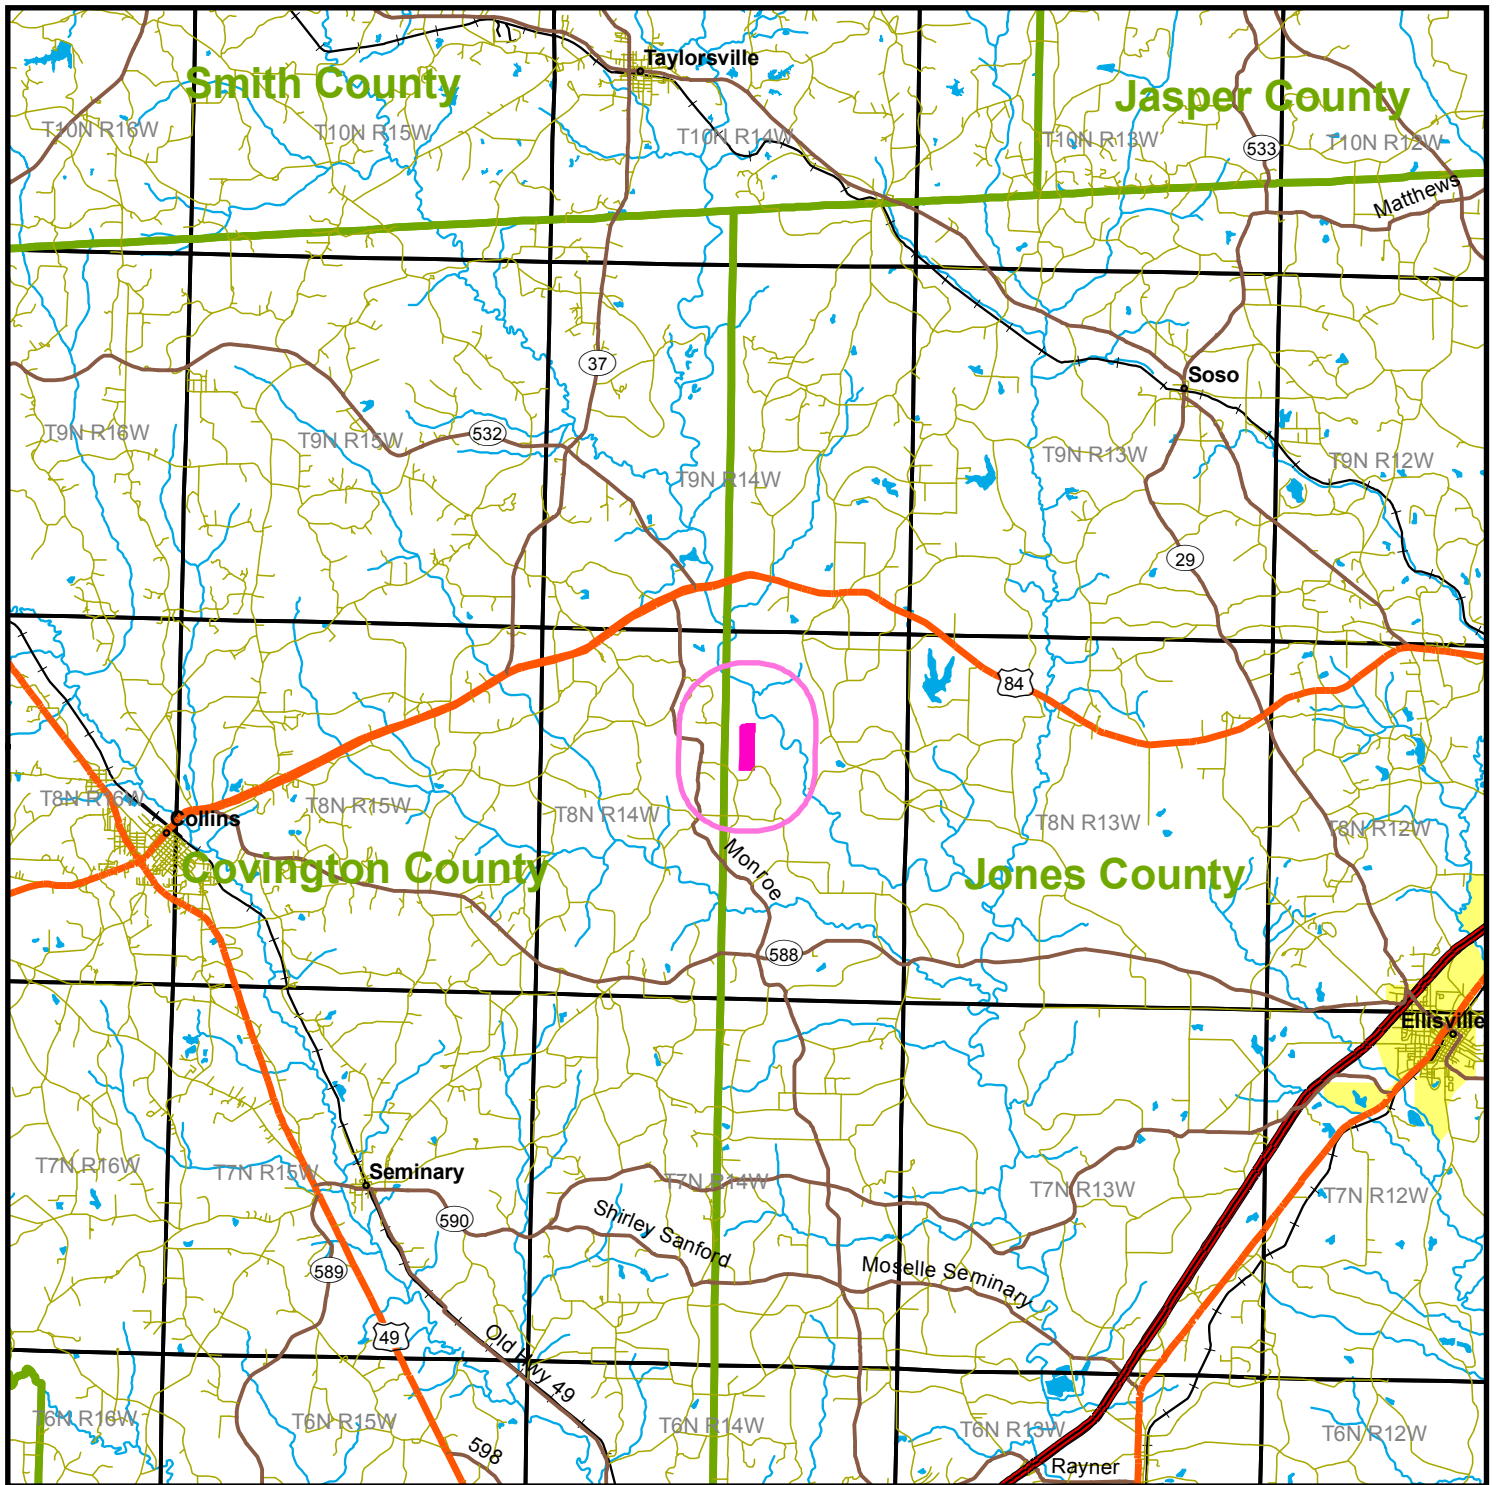 Taylorsville
Smith County
Jasper County
T10N R16W
T10N R15W
T10N R14W
T10N R13W
533
T10N R12W
Matthews
37
Soso
T9N R16W
T9N R15W
532
T9N R14W
T9N R13W
T9N R12W
29
84
T8N R16W
Collins
T8N R15W
T8N R14W
T8N R13W
T8N R12W
Covington County
Monroe
Jones County
588
Ellisville
T7N R16W
T7N R15W
Seminary
T7N R14W
T7N R13W
T7N R12W
590
Shirley Sanford
589
Moselle Seminary
49
Old Hwy 49
T6N R16W
T6N R15W
598
T6N R14W
T6N R13W
T6N R12W
Rayner